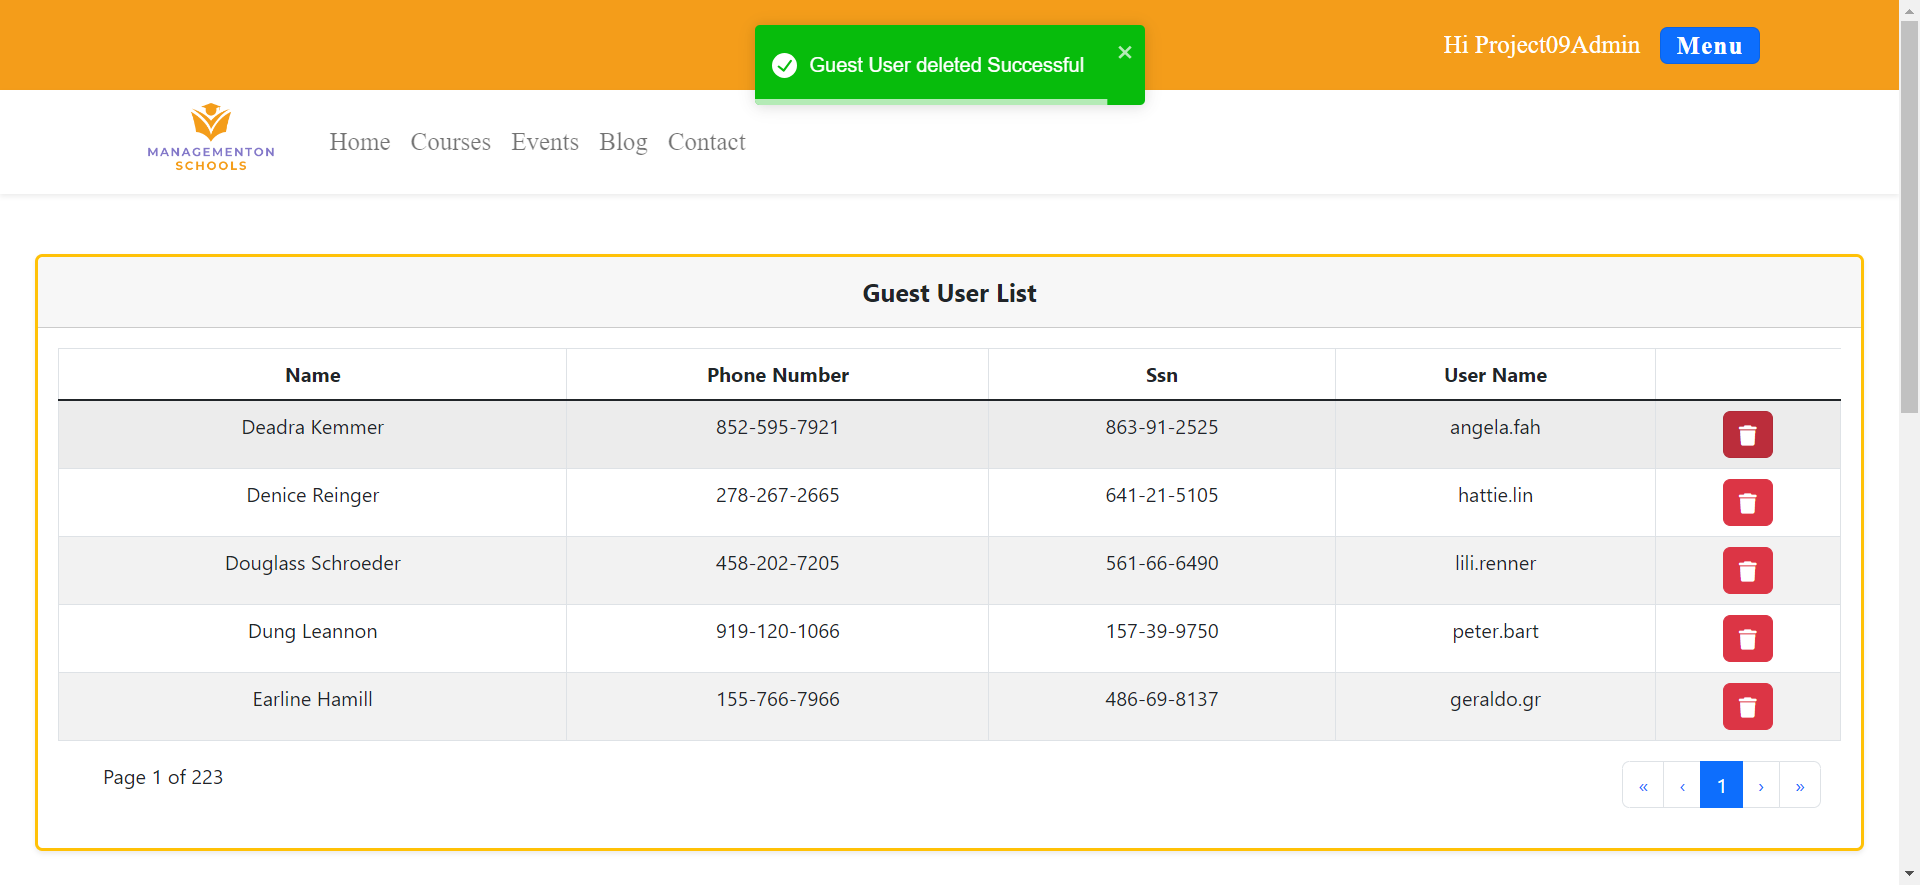 Guest User deleted Successful
Hi Project09Admin Menu
MANAGEMENTON
SCHOOLS
Home Courses Events Blog Contact
Guest User List
Name Phone Number Ssn User Name
Deadra Kemmer 852-595-7921 863-91-2525 angela.fah
Denice Reinger 278-267-2665 641-21-5105 hattie.lin
Douglass Schroeder 458-202-7205 561-66-6490 lili.renner
Dung Leannon 919-120-1066 157-39-9750 peter.bart
Earline Hamill 155-766-7966 486-69-8137 geraldo.gr
Page 1 of 223 « ‹ 1 › »